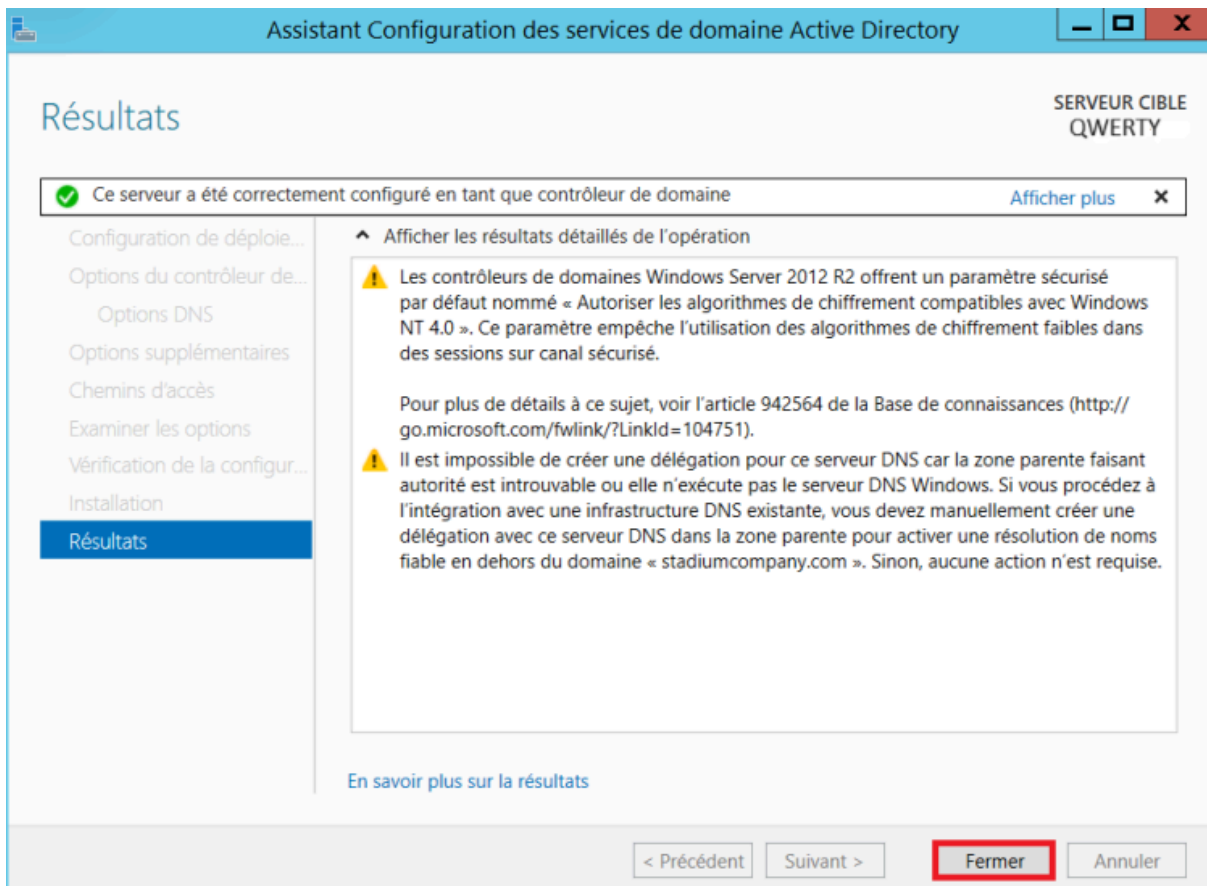 Assistant Configuration des services de domaine Active Directory
Résultats
SERVEUR CIBLE
QWERTY
Ce serveur a été correctement configuré en tant que contrôleur de domaine
Afficher plus
Configuration de déploie...
Options du contrôleur de...
Options DNS
Options supplémentaires
Chemins d'accès
Examiner les options
Vérification de la configur...
Installation
Résultats
Afficher les résultats détaillés de l'opération
Les contrôleurs de domaines Windows Server 2012 R2 offrent un paramètre sécurisé
par défaut nommé « Autoriser les algorithmes de chiffrement compatibles avec Windows
NT 4.0 ». Ce paramètre empêche l'utilisation des algorithmes de chiffrement faibles dans
des sessions sur canal sécurisé.
Pour plus de détails à ce sujet, voir l'article 942564 de la Base de connaissances (http://
go.microsoft.com/fwlink/?LinkId=104751).
Il est impossible de créer une délégation pour ce serveur DNS car la zone parente faisant
autorité est introuvable ou elle n'exécute pas le serveur DNS Windows. Si vous procédez à
l'intégration avec une infrastructure DNS existante, vous devez manuellement créer une
délégation avec ce serveur DNS dans la zone parente pour activer une résolution de noms
fiable en dehors du domaine « stadiumcompany.com ». Sinon, aucune action n'est requise.
En savoir plus sur la résultats
< Précédent
Suivant >
Fermer
Annuler